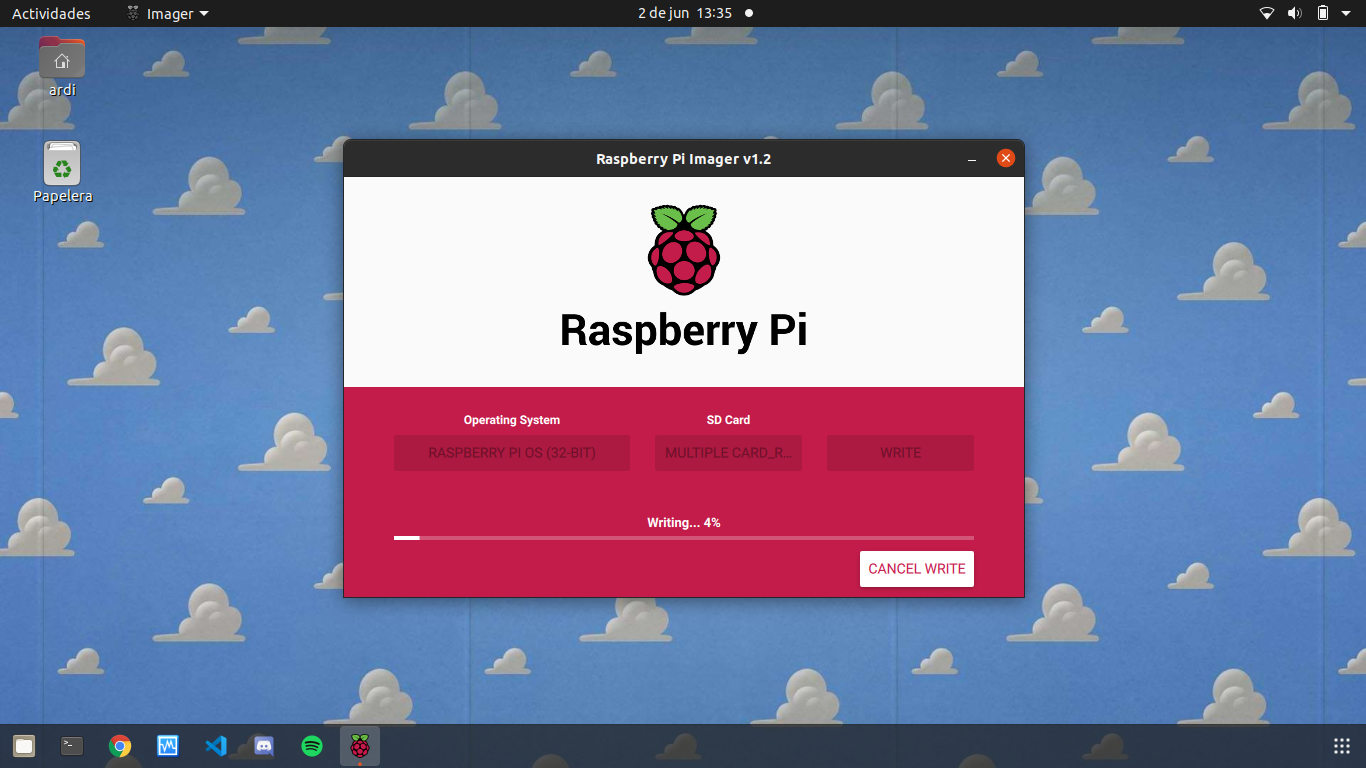 Actividades
Imager
2 de jun 13:35
ardi
Papelera
Raspberry Pi Imager v1.2
Raspberry Pi
Operating System
SD Card
RASPBERRY PI OS (32-BIT)
MULTIPLE CARD_R...
WRITE
Writing... 4%
CANCEL WRITE